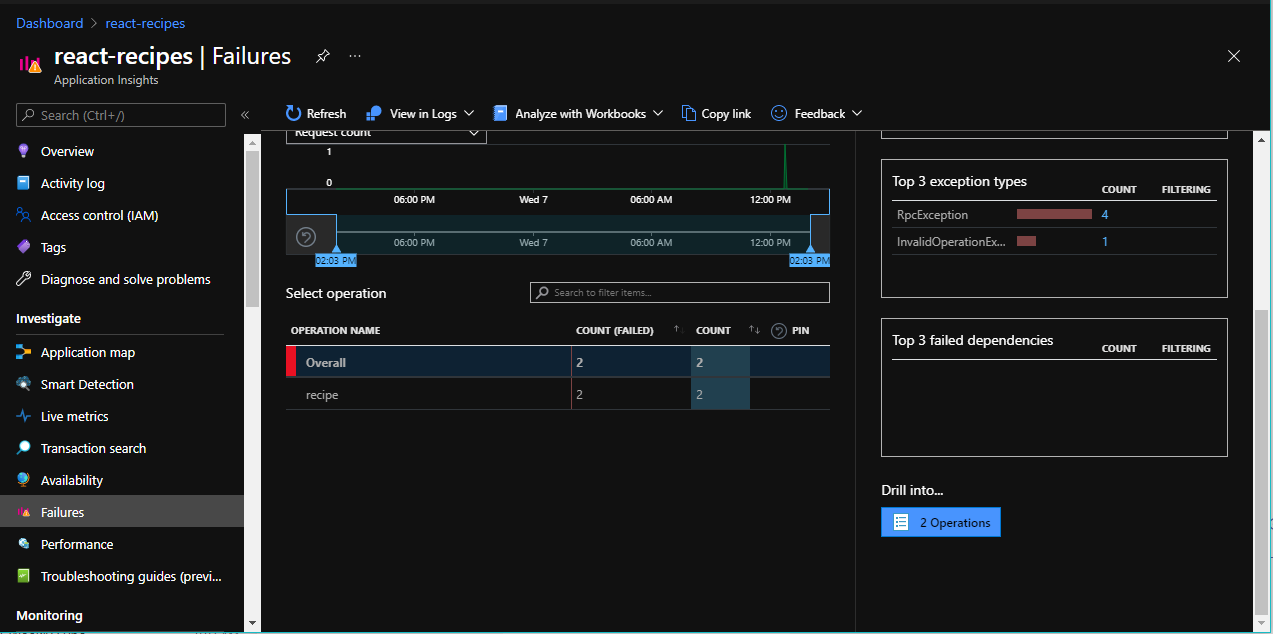 Dashboard > react-recipes
react-recipes | Failures ...
Application Insights
Search (Ctrl+/) «
Overview
Activity log
Access control (IAM)
Tags
Diagnose and solve problems
Investigate
Application map
Smart Detection
Live metrics
Transaction search
Availability
Failures
Performance
Troubleshooting guides (previ...
Monitoring
Refresh View in Logs Analyze with Workbooks Copy link Feedback
Request count
1
0
06:00 PM Wed 7 06:00 AM 12:00 PM
06:00 PM Wed 7 06:00 AM 12:00 PM
02:03 PM 02:03 PM
Select operation Search to filter items...
OPERATION NAME COUNT (FAILED) ↑ COUNT ↑↓ PIN
Overall 2 2
recipe 2 2
Top 3 exception types COUNT FILTERING
RpcException 4
InvalidOperationEx... 1
Top 3 failed dependencies COUNT FILTERING
Drill into...
2 Operations